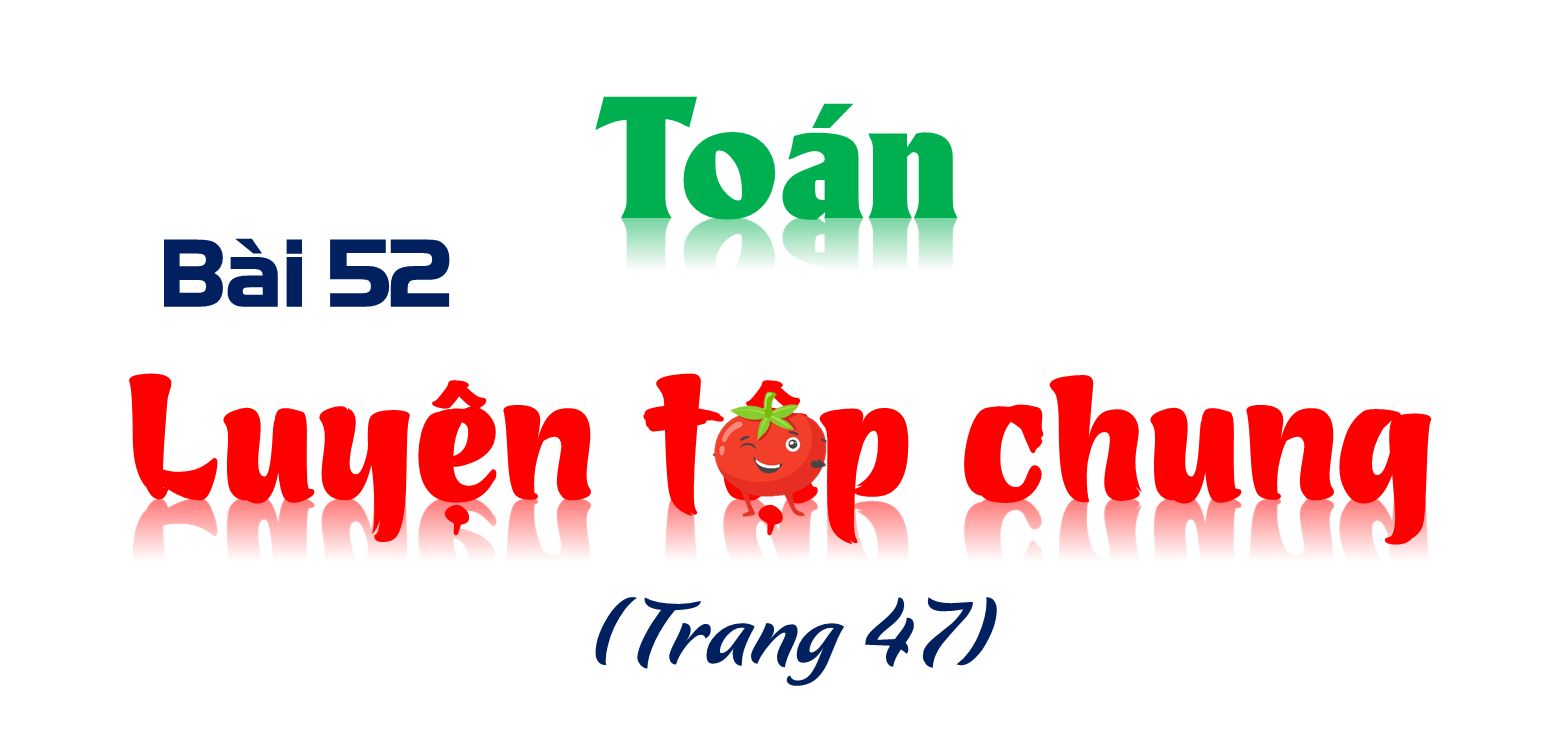 Toán
Bài 52
Luyện tập chung
(Trang 47)